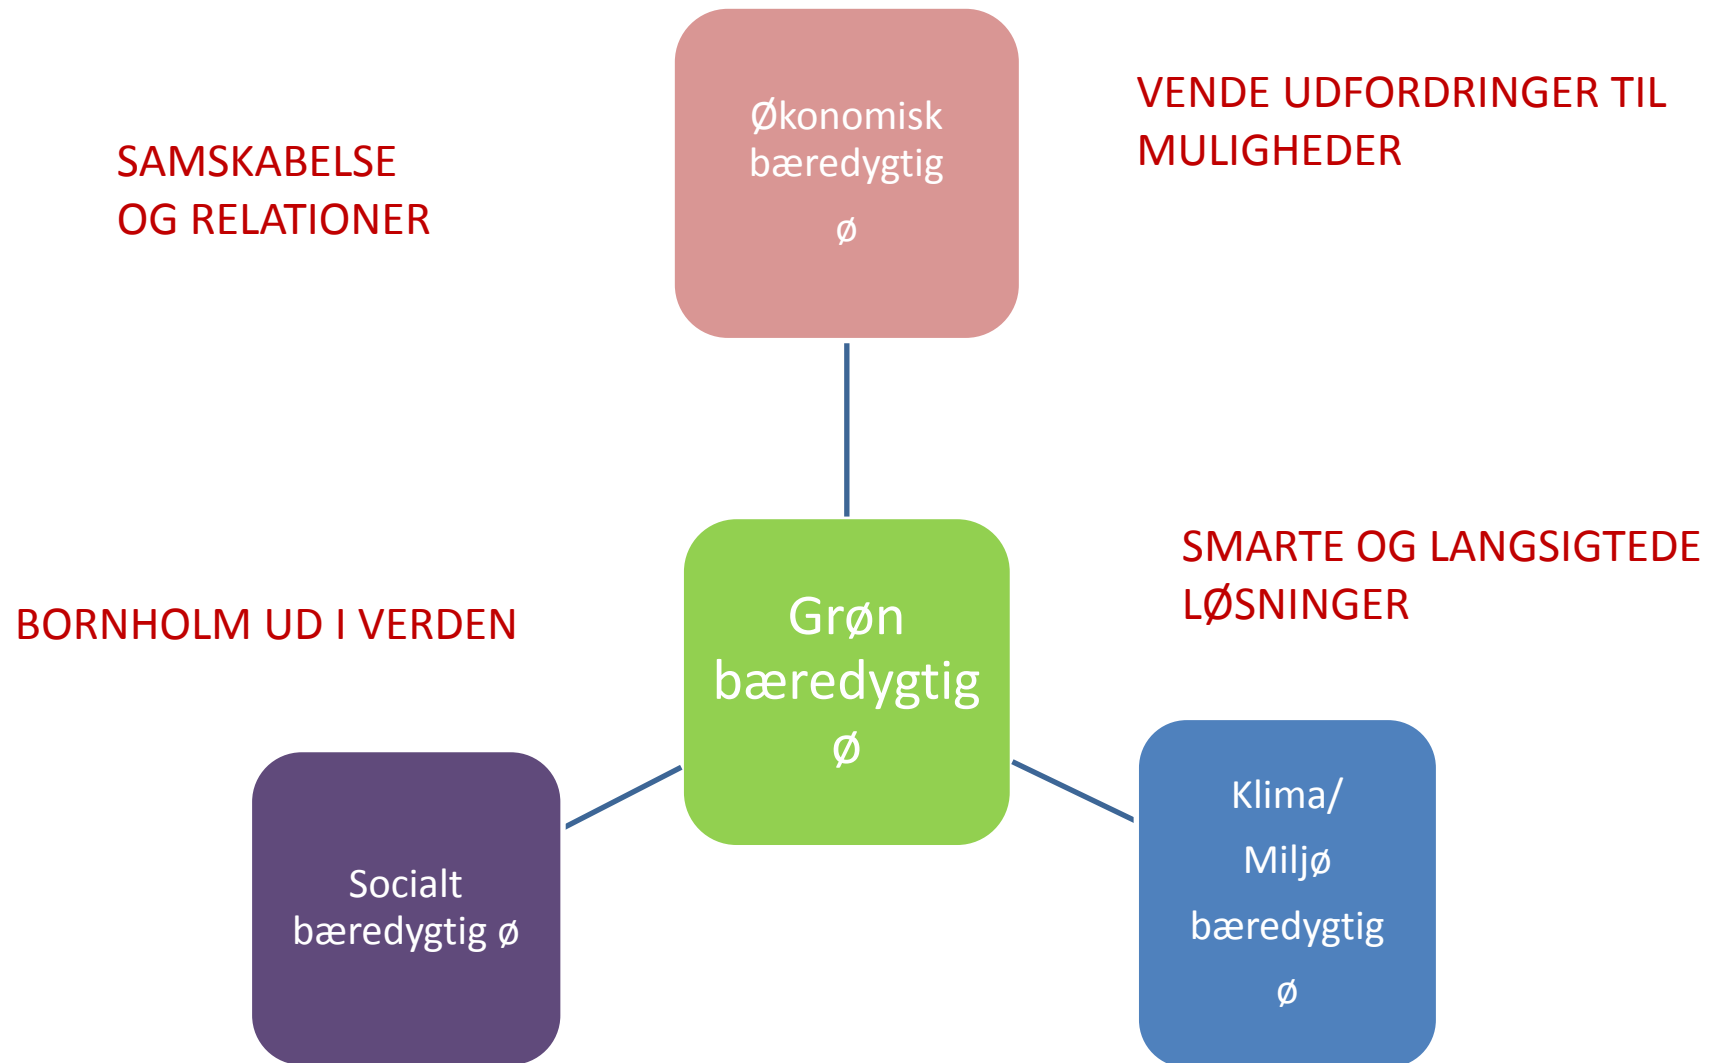 Økonomisk
bæredygtig
ø
VENDE UDFORDRINGER TIL
MULIGHEDER
SAMSKABELSE
OG RELATIONER
SMARTE OG LANGSIGTEDE
LØSNINGER
BORNHOLM UD I VERDEN
Grøn
bæredygtig
ø
Socialt
bæredygtig ø
Klima/
Miljø
bæredygtig
ø